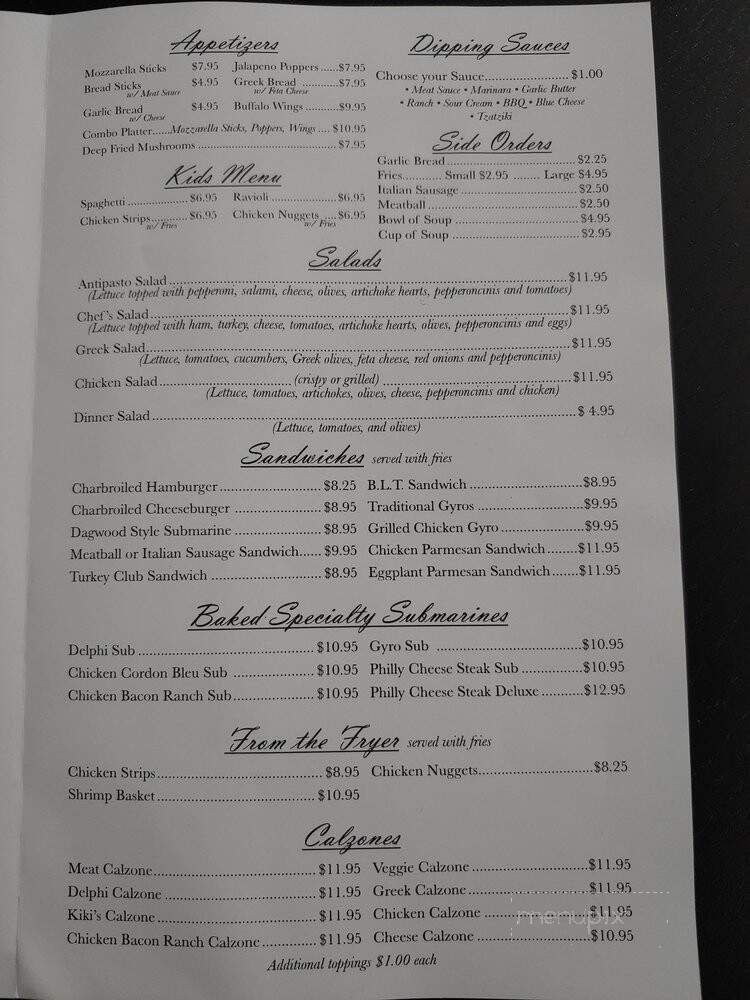 Appetizers
Mozzarella Sticks $7.95 Jalapeno Poppers ......$7.95
Bread Sticks $4.95 Greek Bread ..........$7.95
w/ Meat Sauce w/ Feta Cheese
Garlic Bread $4.95 Buffalo Wings .........$9.95
w/ Cheese
Combo Platter......Mozzarella Sticks, Poppers, Wings .... $10.95
Deep Fried Mushrooms ........................................ $7.95
Kids Menu
Spaghetti .................. $6.95 Ravioli ...................$6.95
Chicken Strips........... $6.95 Chicken Nuggets ....$6.95
w/ Fries w/ Fries
Dipping Sauces
Choose your Sauce...................... $1.00
• Meat Sauce • Marinara • Garlic Butter
• Ranch • Sour Cream • BBQ • Blue Cheese
• Tzatziki
Side Orders
Garlic Bread .................................. $2.25
Fries........... Small $2.95 ........ Large $4.95
Italian Sausage ............................... $2.50
Meatball ........................................ $2.50
Bowl of Soup ................................. $4.95
Cup of Soup .................................. $2.95
Salads
Antipasto Salad ........................................................................ $11.95
(Lettuce topped with pepperoni, salami, cheese, olives, artichoke hearts, pepperoncinis and tomatoes)
Chef's Salad ........................................................................ $11.95
(Lettuce topped with ham, turkey, cheese, tomatoes, artichoke hearts, olives, pepperoncinis and eggs)
Greek Salad ........................................................................ $11.95
(Lettuce, tomatoes, cucumbers, Greek olives, feta cheese, red onions and pepperoncinis)
Chicken Salad .............................. (crispy or grilled) .......................................... $11.95
(Lettuce, tomatoes, artichokes, olives, cheese, pepperoncinis and chicken)
Dinner Salad ........................................................................ $ 4.95
(Lettuce, tomatoes, and olives)
Sandwiches served with fries
Charbroiled Hamburger ......................... $8.25 B.L.T. Sandwich ............................$8.95
Charbroiled Cheeseburger ..................... $8.95 Traditional Gyros ..........................$9.95
Dagwood Style Submarine ..................... $8.95 Grilled Chicken Gyro ....................$9.95
Meatball or Italian Sausage Sandwich...... $9.95 Chicken Parmesan Sandwich........$11.95
Turkey Club Sandwich ........................... $8.95 Eggplant Parmesan Sandwich.......$11.95
Baked Specialty Submarines
Delphi Sub ........................................... $10.95 Gyro Sub ....................................$10.95
Chicken Cordon Bleu Sub .................... $10.95 Philly Cheese Steak Sub ...............$10.95
Chicken Bacon Ranch Sub.................... $10.95 Philly Cheese Steak Deluxe ...........$12.95
From the Fryer served with fries
Chicken Strips......................................... $8.95 Chicken Nuggets............................$8.25
Shrimp Basket ....................................... $10.95
Calzones
Meat Calzone......................................... $11.95 Veggie Calzone .............................$11.95
Delphi Calzone ...................................... $11.95 Greek Calzone..............................$11.95
Kiki's Calzone ........................................ $11.95 Chicken Calzone ..........................$11.95
Chicken Bacon Ranch Calzone ............. $11.95 Cheese Calzone ............................$10.95
Additional toppings $1.00 each
menupix